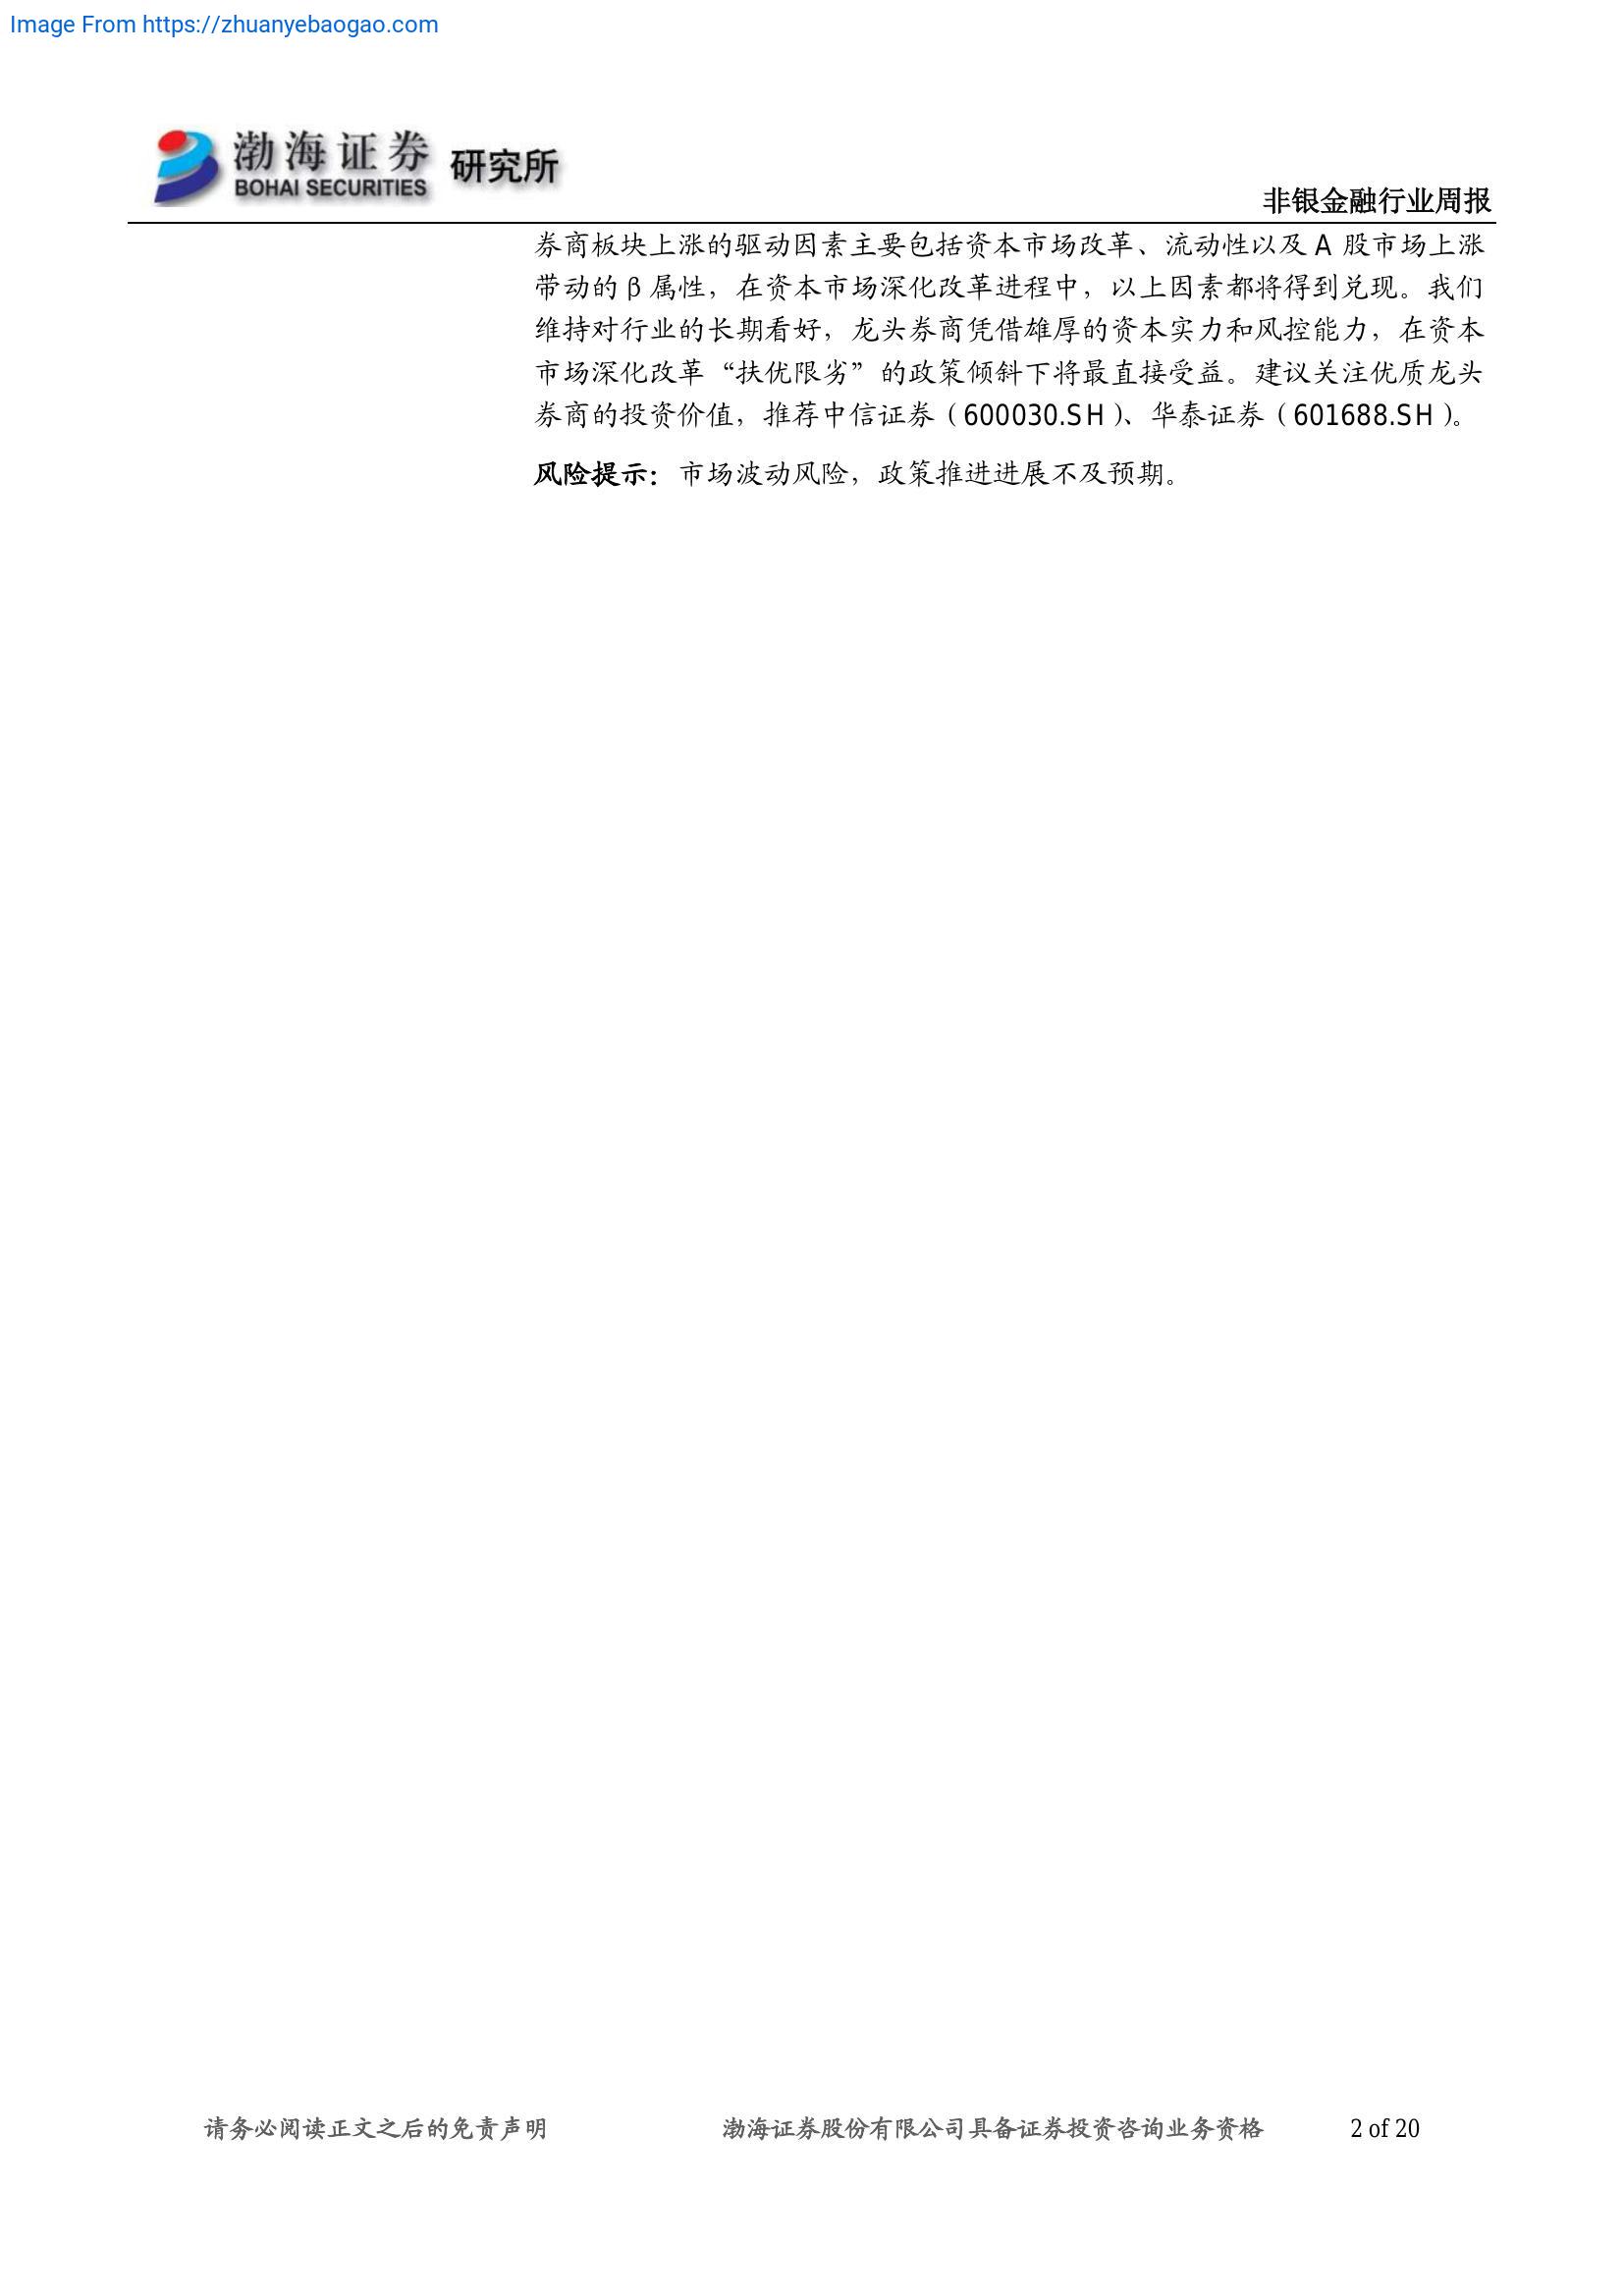 Image From https://zhuanyebaogao.com
渤海证券 研究所
BOHAI SECURITIES
非银金融行业周报
券商板块上涨的驱动因素主要包括资本市场改革、流动性以及 A 股市场上涨
带动的 β 属性，在资本市场深化改革进程中，以上因素都将得到兑现。我们
维持对行业的长期看好，龙头券商凭借雄厚的资本实力和风控能力，在资本
市场深化改革“扶优限劣”的政策倾斜下将最直接受益。建议关注优质龙头
券商的投资价值，推荐中信证券（600030.SH）、华泰证券（601688.SH）。
风险提示：市场波动风险，政策推进进展不及预期。
请务必阅读正文之后的免责声明 渤海证券股份有限公司具备证券投资咨询业务资格 2 of 20